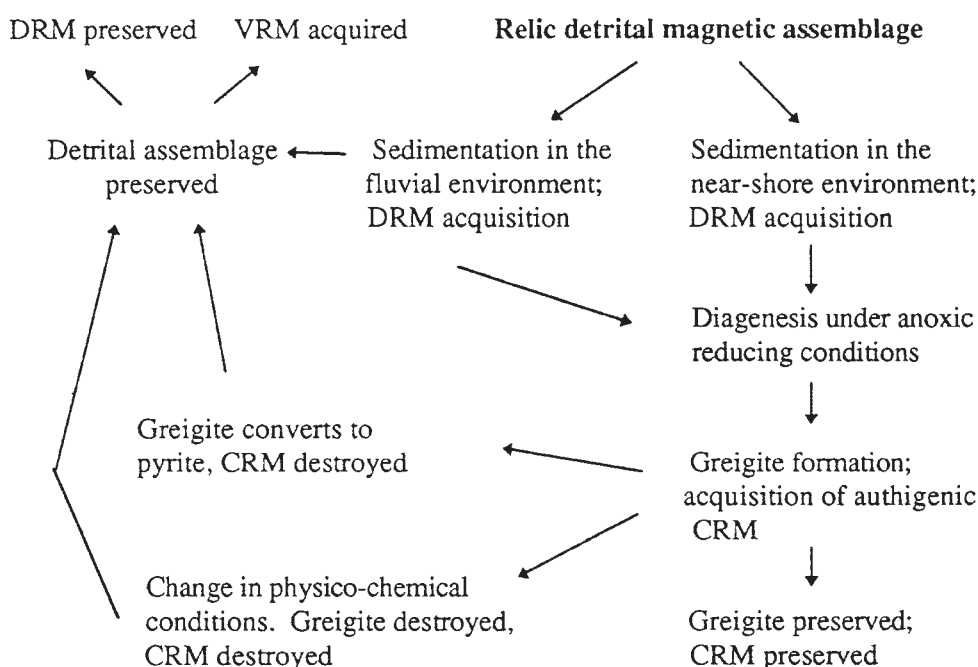 DRM preserved
VRM acquired
Relic detrital magnetic assemblage
Detrital assemblage
preserved
Sedimentation in the
fluvial environment;
DRM acquisition
Sedimentation in the
near-shore environment;
DRM acquisition
Diagenesis under anoxic
reducing conditions
Greigite converts to
pyrite, CRM destroyed
Greigite formation;
acquisition of authigenic
CRM
Change in physico-chemical
conditions. Greigite destroyed,
CRM destroyed
Greigite preserved;
CRM preserved